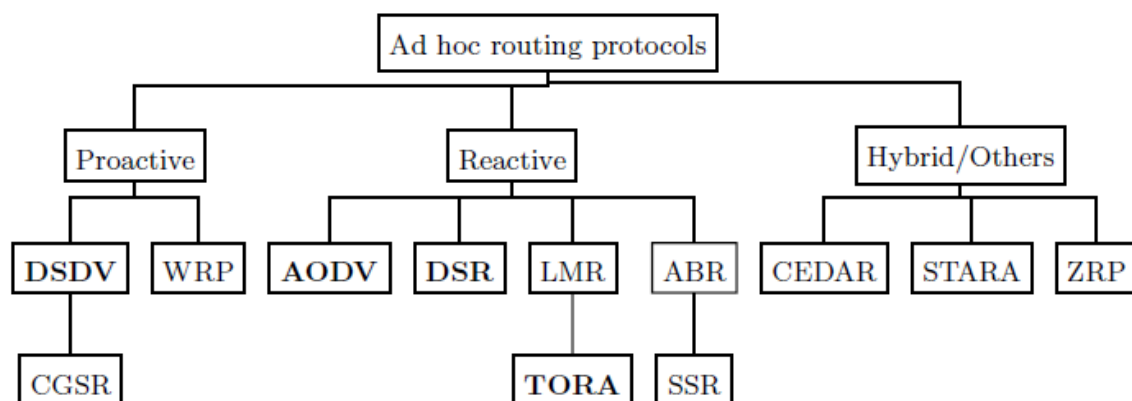 Ad hoc routing protocols
Proactive
Reactive
Hybrid/Others
DSDV
WRP
AODV
DSR
LMR
ABR
CEDAR
STARA
ZRP
CGSR
TORA
SSR